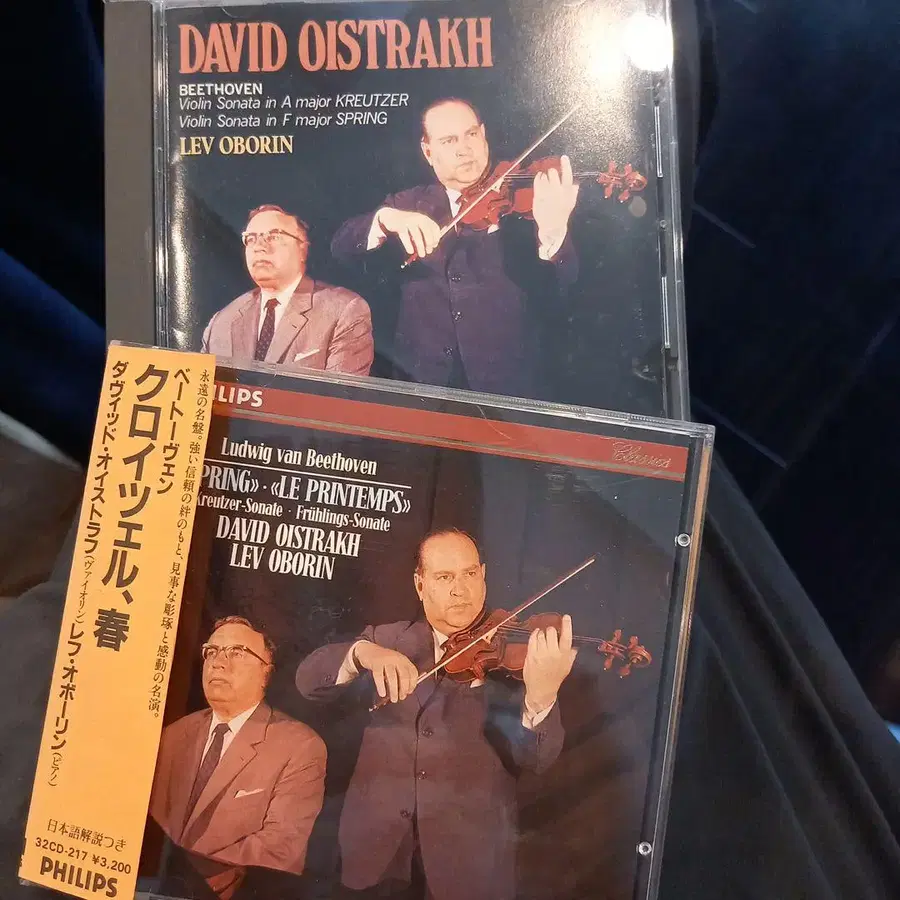 DAVID OISTRAKH
BEETHOVEN
Violin Sonata in A major KREUTZER
Violin Sonata in F major SPRING
LEV OBORIN
ベートーヴェン
クロイツェル、春
ダヴィッド・オイストラフ(ヴァイオリン) レフ・オボーリン(ピアノ)
永遠の名盤。強い信頼の絆のもと、見事な彫琢と感動の名演。
日本語解説つき
32CD-217 ¥3,200
PHILIPS
Classics
Ludwig van Beethoven
«LE PRINTEMPS»
Frühlings-Sonate
DAVID OISTRAKH
LEV OBORIN